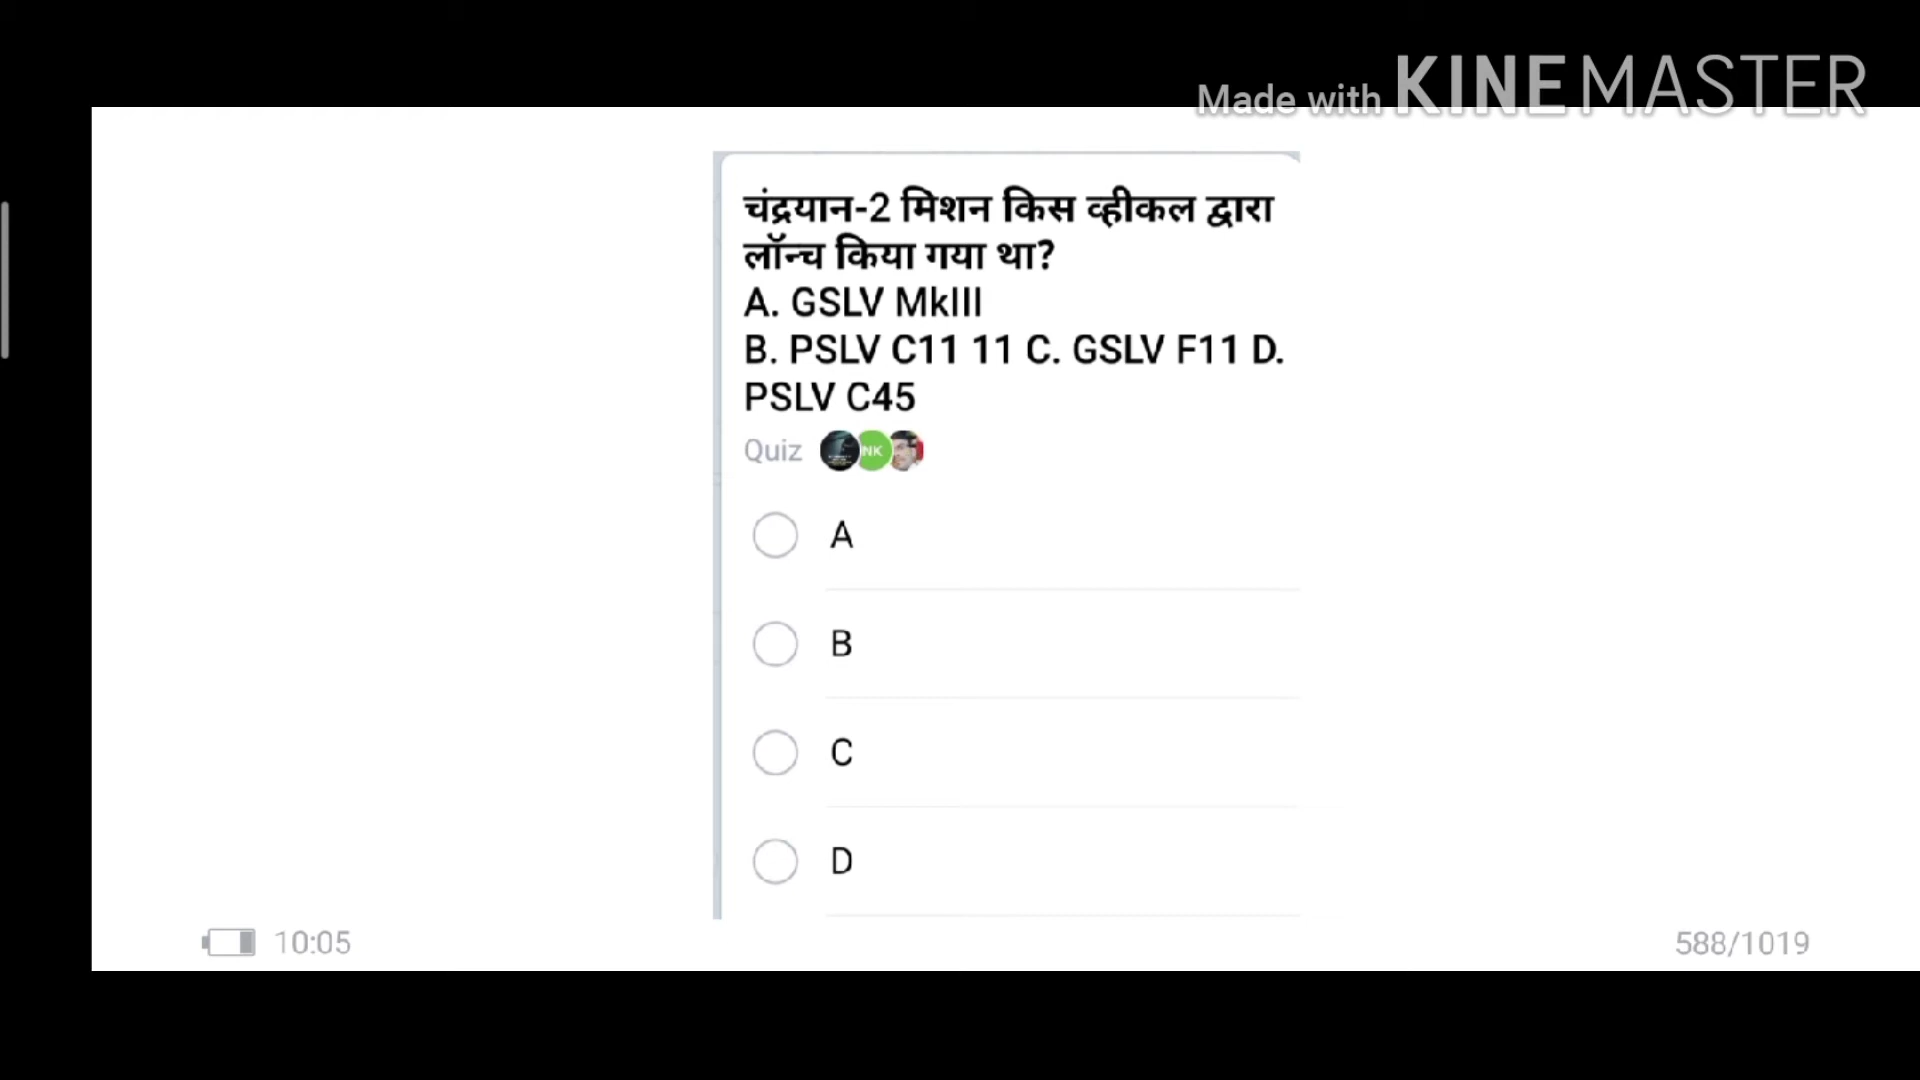 Made with KINEMASTER
चंद्रयान-2 मिशन किस व्हीकल द्वारा
लॉन्च किया गया था?
A. GSLV MkIII
B. PSLV C11 11 C. GSLV F11 D.
PSLV C45
Quiz NK
A
B
C
D
10:05
588/1019